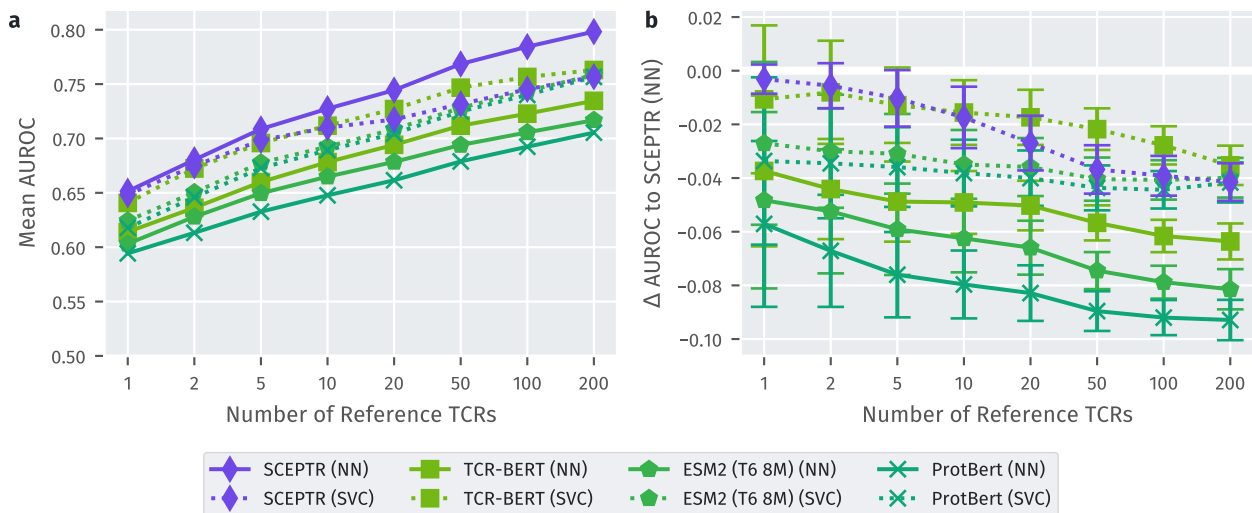 a
0.80
0.75
0.70
0.65
0.60
0.55
0.50
Mean AUROC
1 2 5 10 20 50 100 200
Number of Reference TCRs
b
0.02
0.00
−0.02
−0.04
−0.06
−0.08
−0.10
Δ AUROC to SCEPTR (NN)
1 2 5 10 20 50 100 200
Number of Reference TCRs
SCEPTR (NN) TCR-BERT (NN) ESM2 (T6 8M) (NN) ProtBert (NN)
SCEPTR (SVC) TCR-BERT (SVC) ESM2 (T6 8M) (SVC) ProtBert (SVC)